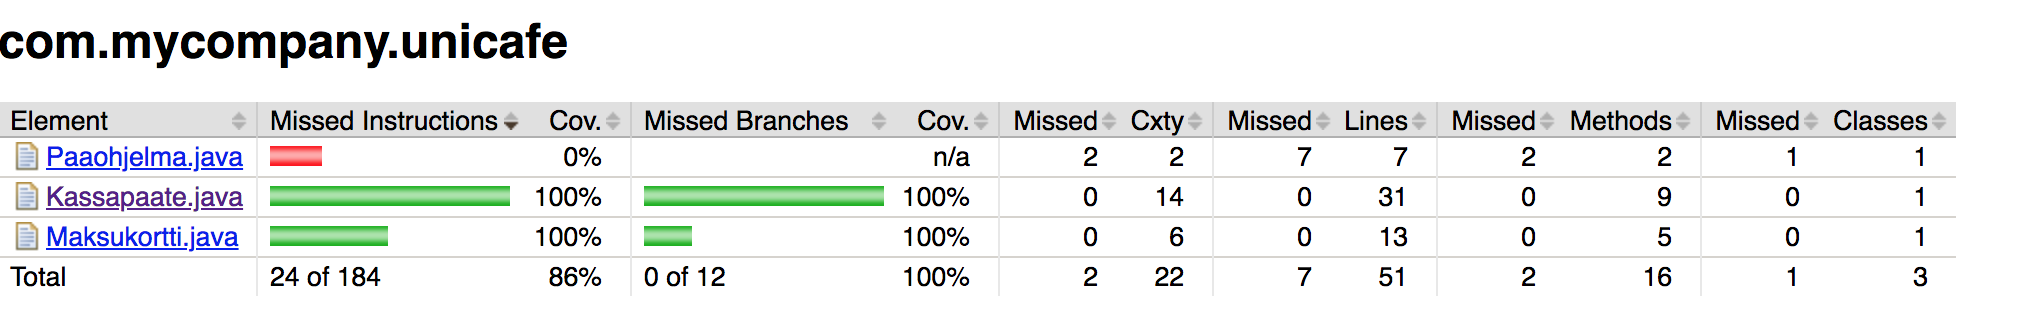 com.mycompany.unicafe
Element Missed Instructions Cov. Missed Branches Cov. Missed Cxty Missed Lines Missed Methods Missed Classes
Paaohjelma.java 0% n/a 2 2 7 7 2 2 1 1
Kassapaate.java 100% 100% 0 14 0 31 0 9 0 1
Maksukortti.java 100% 100% 0 6 0 13 0 5 0 1
Total 24 of 184 86% 0 of 12 100% 2 22 7 51 2 16 1 3